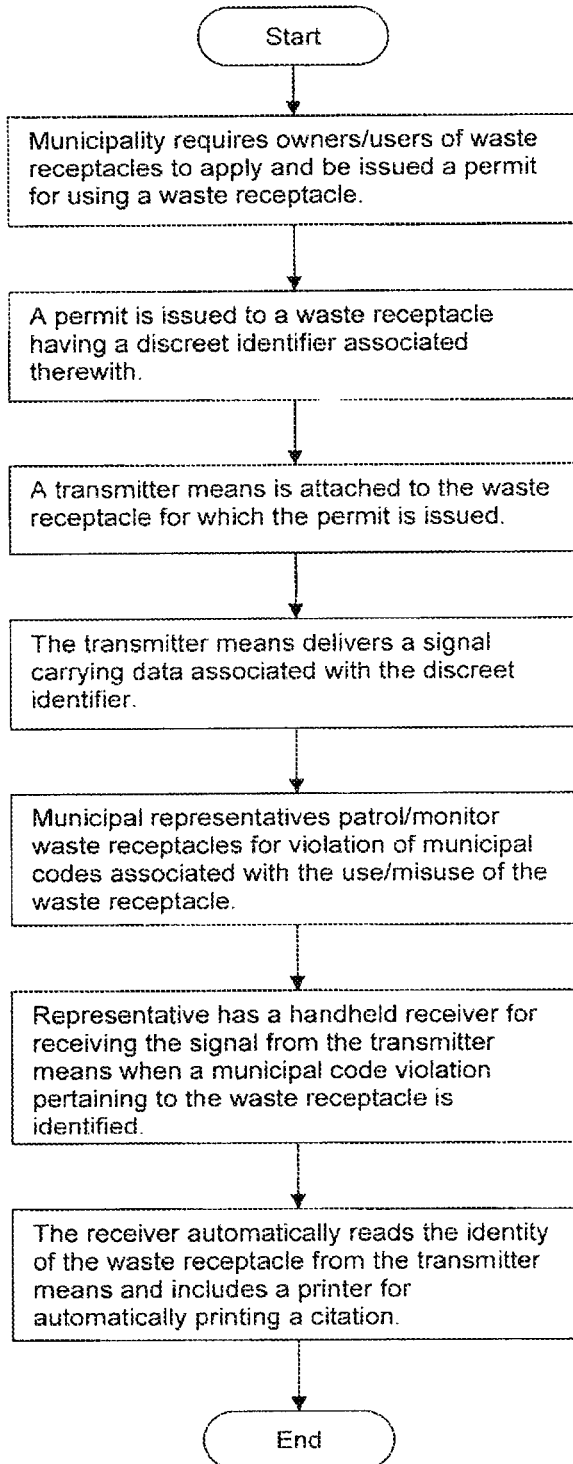 Start
Municipality requires owners/users of waste
receptacles to apply and be issued a permit
for using a waste receptacle.
A permit is issued to a waste receptacle
having a discreet identifier associated
therewith.
A transmitter means is attached to the waste
receptacle for which the permit is issued.
The transmitter means delivers a signal
carrying data associated with the discreet
identifier.
Municipal representatives patrol/monitor
waste receptacles for violation of municipal
codes associated with the use/misuse of the
waste receptacle.
Representative has a handheld receiver for
receiving the signal from the transmitter
means when a municipal code violation
pertaining to the waste receptacle is
identified.
The receiver automatically reads the identity
of the waste receptacle from the transmitter
means and includes a printer for
automatically printing a citation.
End